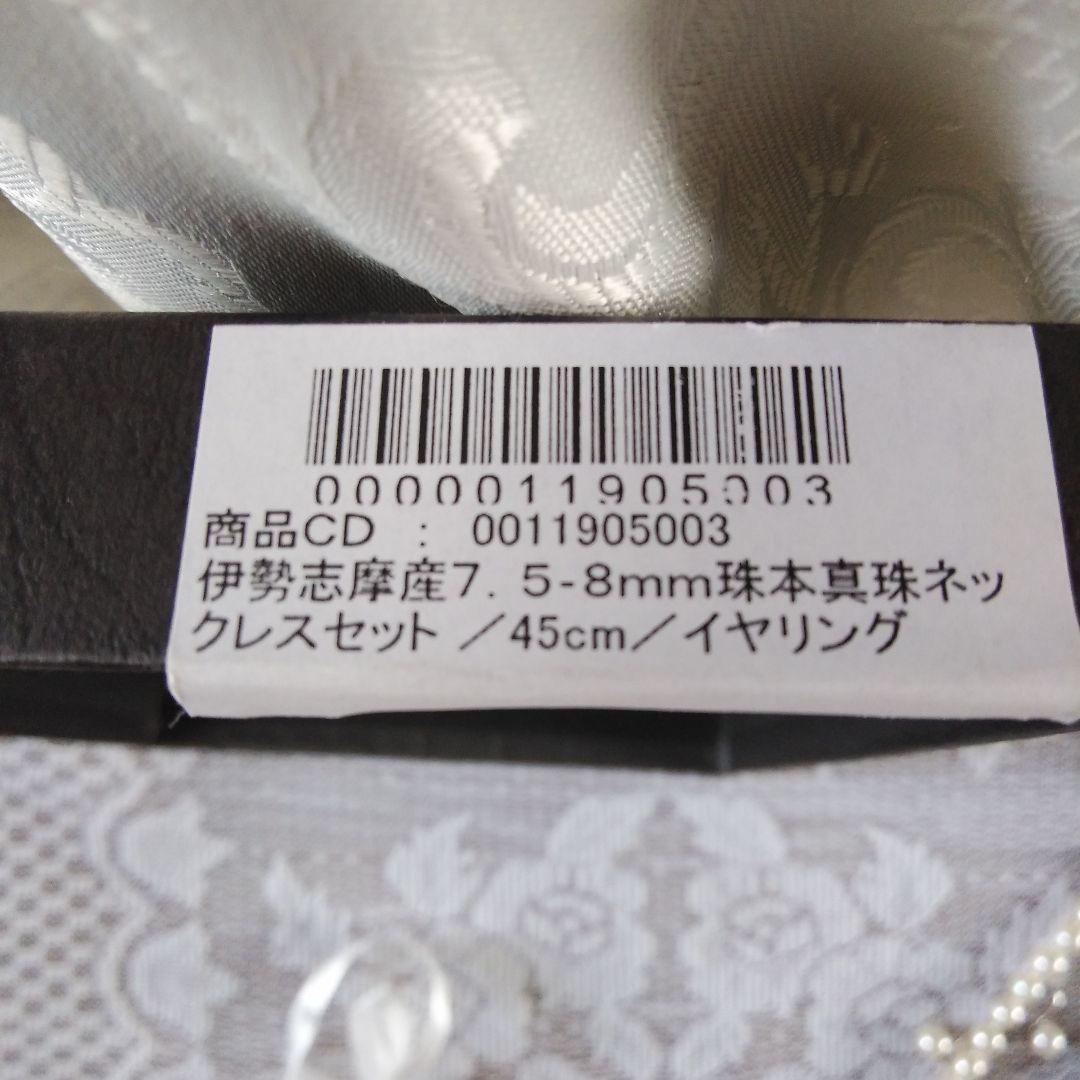 0000011905003
商品CD : 0011905003
伊勢志摩産7. 5-8mm珠本真珠ネッ
クレスセット ／45cm／イヤリング